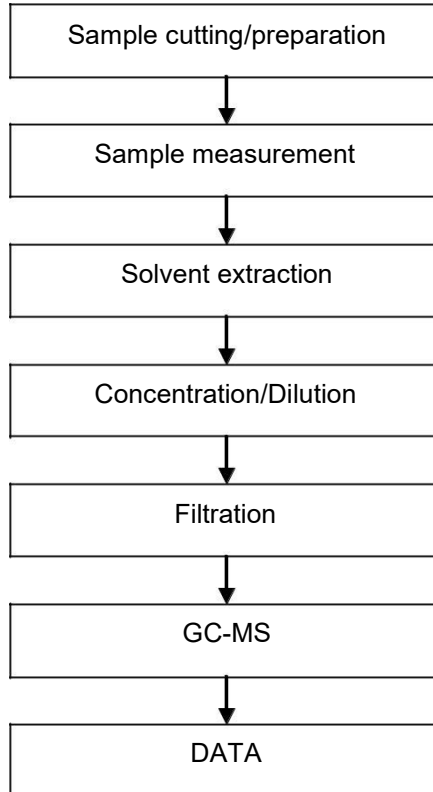 Sample cutting/preparation
Sample measurement
Solvent extraction
Concentration/Dilution
Filtration
GC-MS
DATA